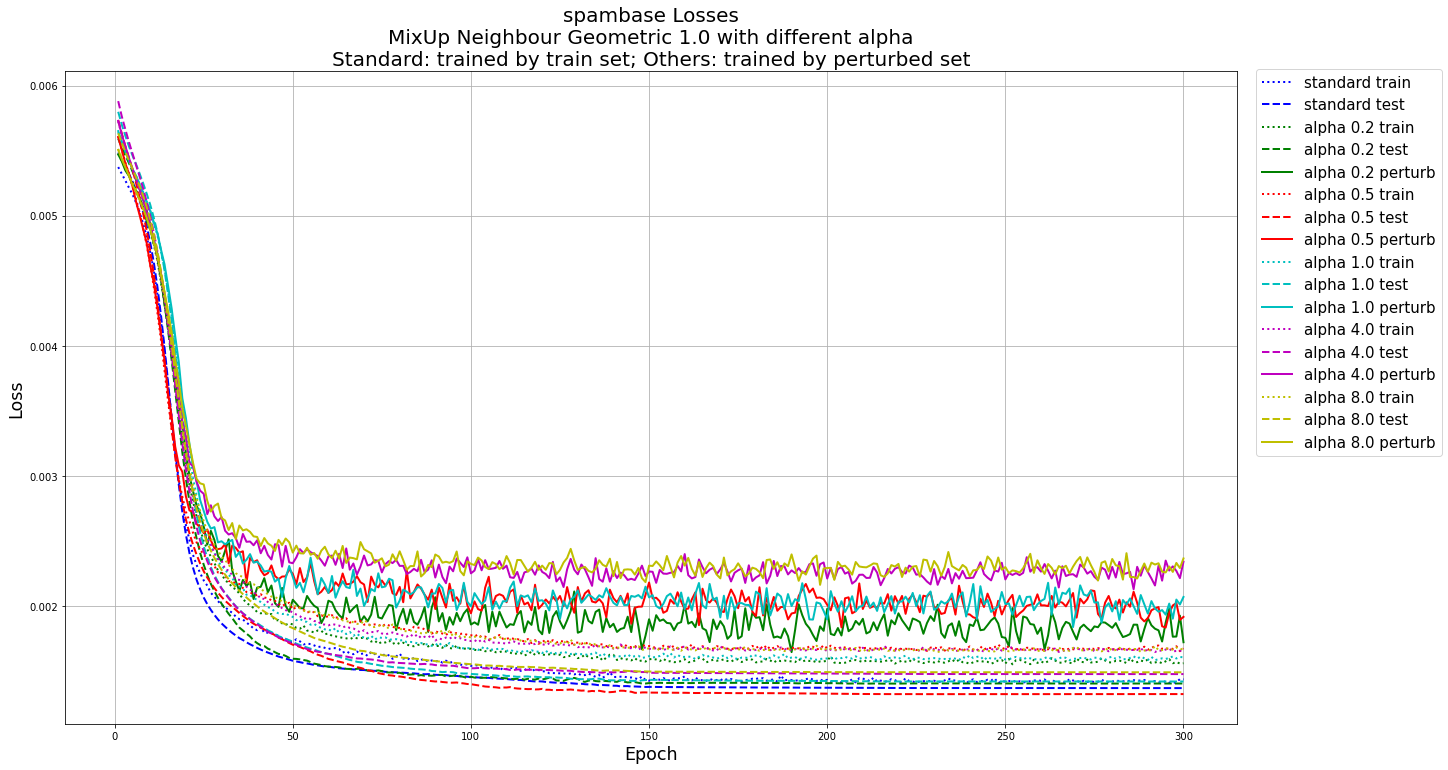 spambase Losses
MixUp Neighbour Geometric 1.0 with different alpha
Standard: trained by train set; Others: trained by perturbed set
0.006
0.005
0.004
0.003
0.002
Loss
0
50
100
150
200
250
300
Epoch
standard train
standard test
alpha 0.2 train
alpha 0.2 test
alpha 0.2 perturb
alpha 0.5 train
alpha 0.5 test
alpha 0.5 perturb
alpha 1.0 train
alpha 1.0 test
alpha 1.0 perturb
alpha 4.0 train
alpha 4.0 test
alpha 4.0 perturb
alpha 8.0 train
alpha 8.0 test
alpha 8.0 perturb